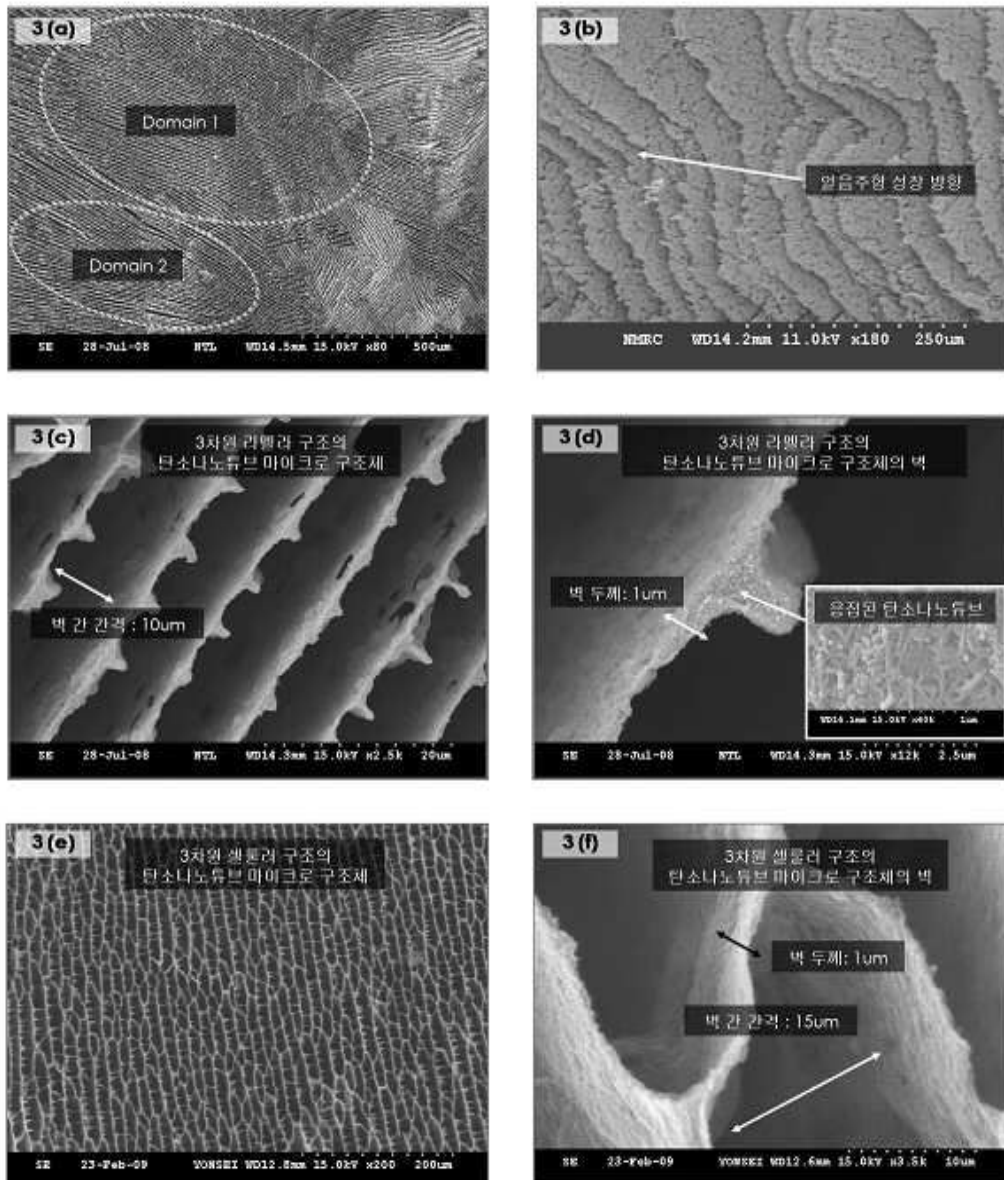 3(a)
Domain 1
Domain 2
SE 28-Jul-08 NTL WD14.5mm 15.0kV x80 500um
3(b)
얼음주형 성장 방향
NMRC WD14.2mm 11.0kV x180 250um
3(c)
3차원 라멜라 구조의
탄소나노튜브 마이크로 구조체
벽 간 간격 : 10um
SE 28-Jul-08 NTL WD14.3mm 15.0kV x2.5k 20um
3(d)
3차원 라멜라 구조의
탄소나노튜브 마이크로 구조체의 벽
벽 두께: 1um
응집된 탄소나노튜브
WD14.1mm 15.0kV x60k 1um
SE 28-Jul-08 NTL WD14.3mm 15.0kV x12k 2.5um
3(e)
3차원 셀룰러 구조의
탄소나노튜브 마이크로 구조체
SE 23-Feb-09 YONSEI WD12.8mm 15.0kV x200 200um
3(f)
3차원 셀룰러 구조의
탄소나노튜브 마이크로 구조체의 벽
벽 두께: 1um
벽 간 간격 : 15um
SE 23-Feb-09 YONSEI WD12.6mm 15.0kV x3.5k 10um